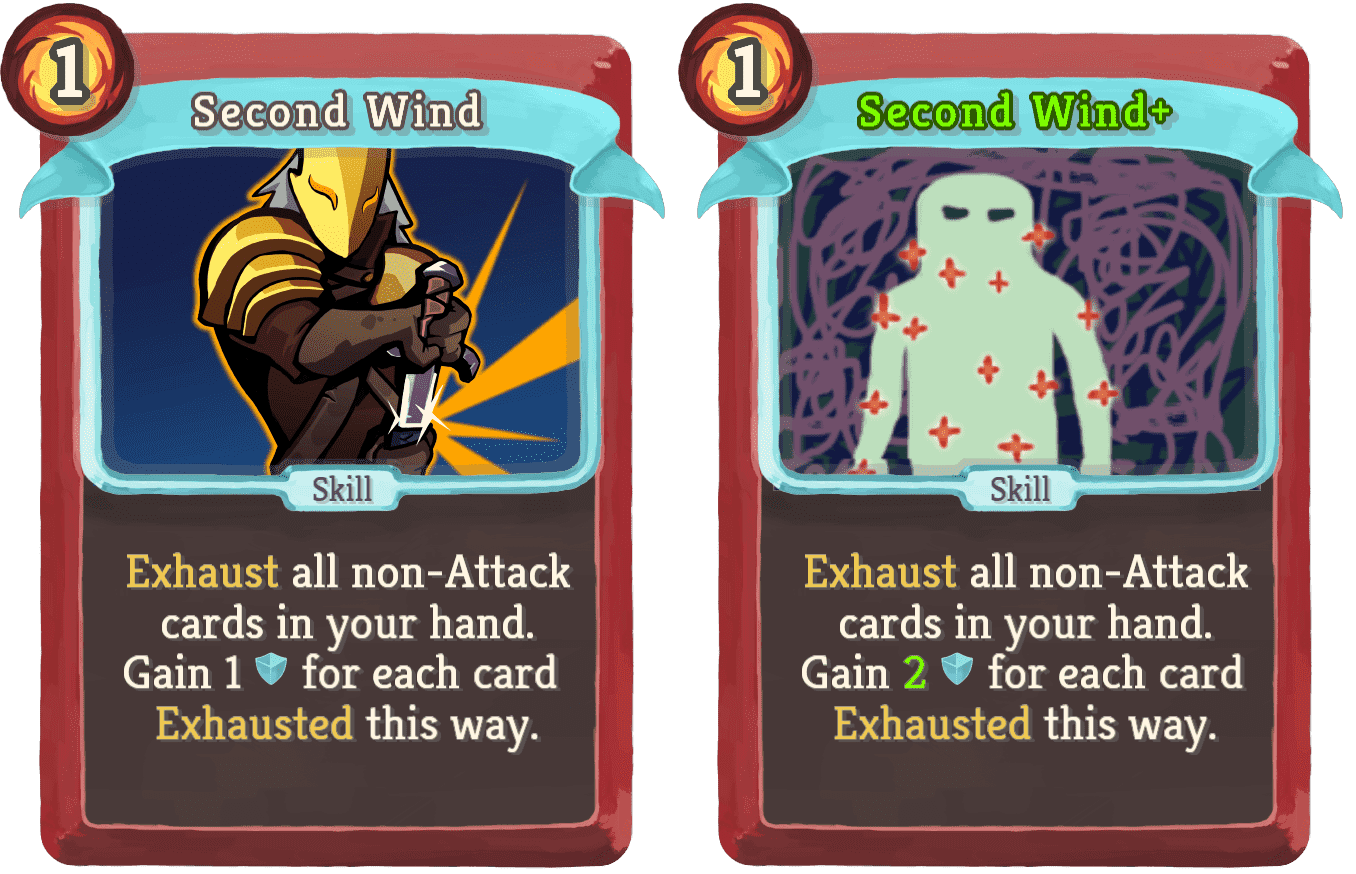 1
Second Wind
Skill
Exhaust all non-Attack
cards in your hand.
Gain 1 for each card
Exhausted this way.
1
Second Wind+
Skill
Exhaust all non-Attack
cards in your hand.
Gain 2 for each card
Exhausted this way.